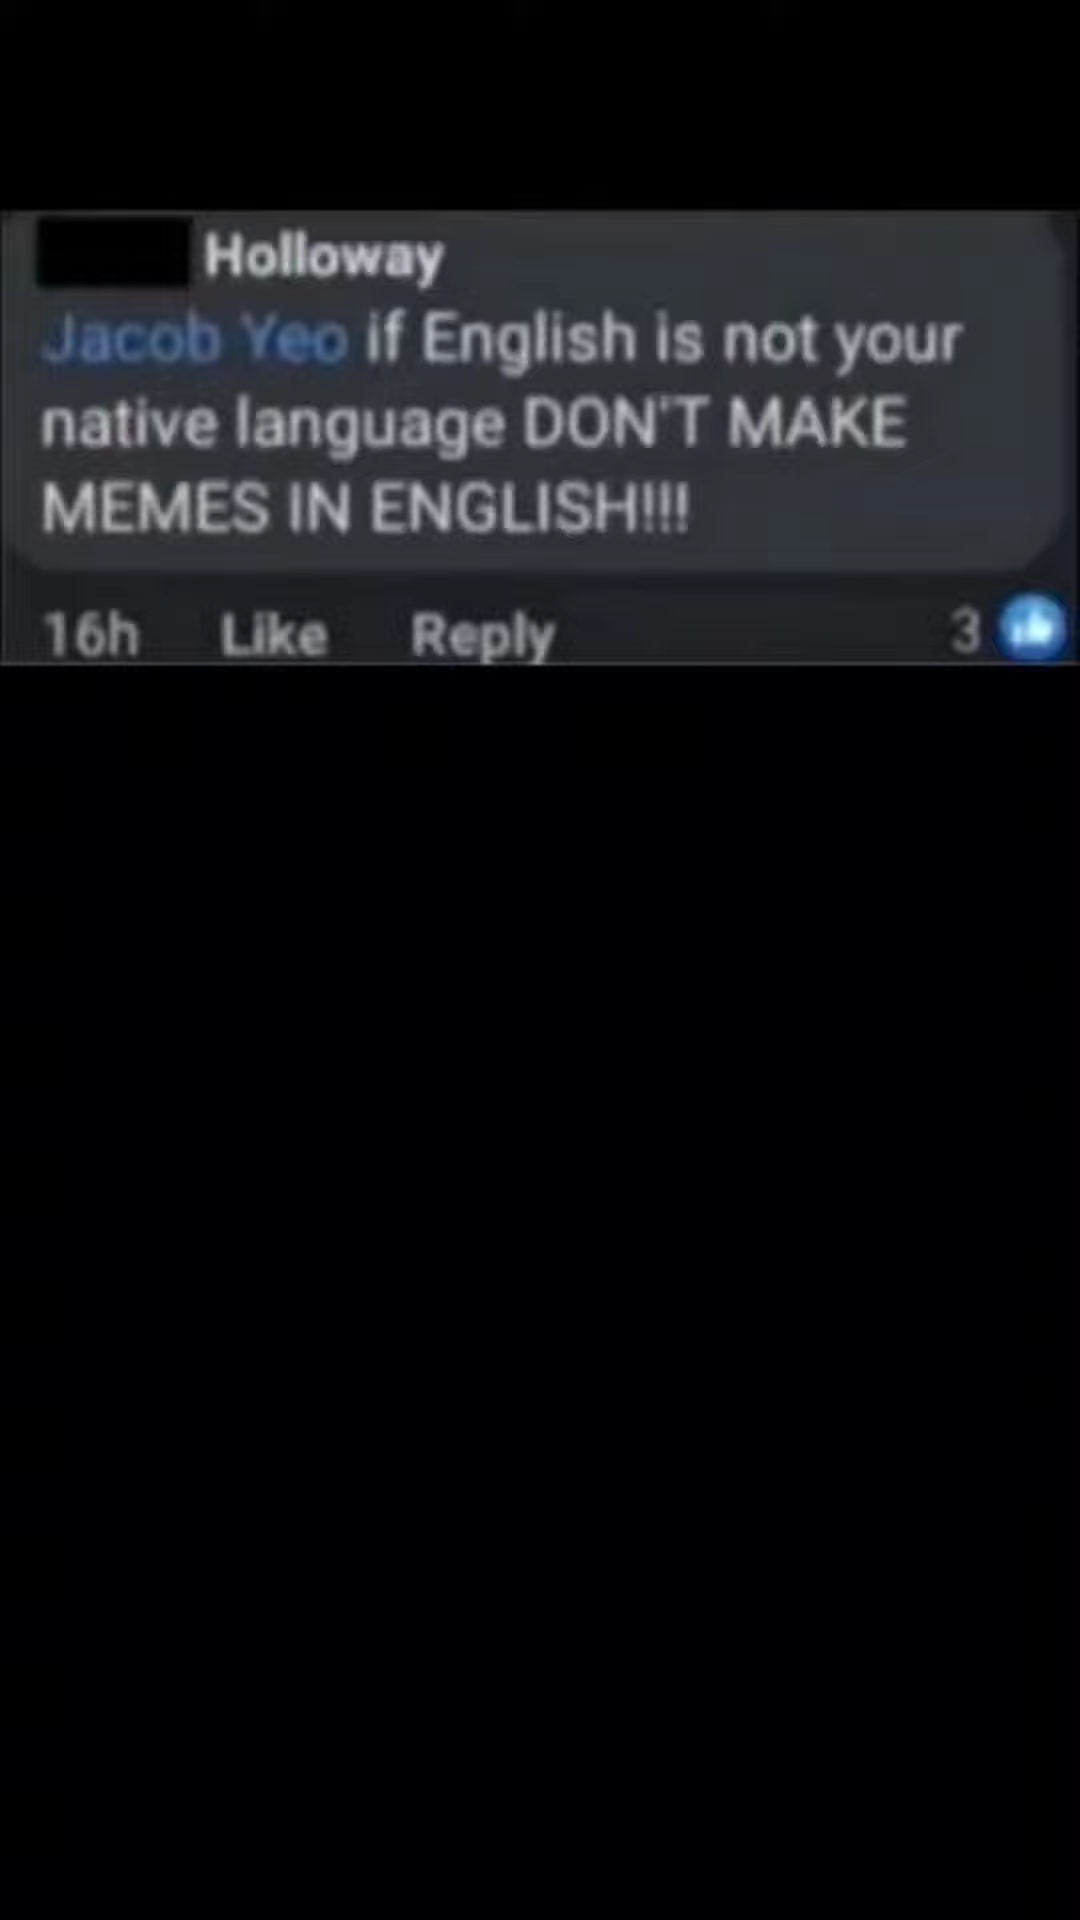 Holloway
Jacob Yeo if English is not your
native language DON'T MAKE
MEMES IN ENGLISH!!!
16h Like Reply 3